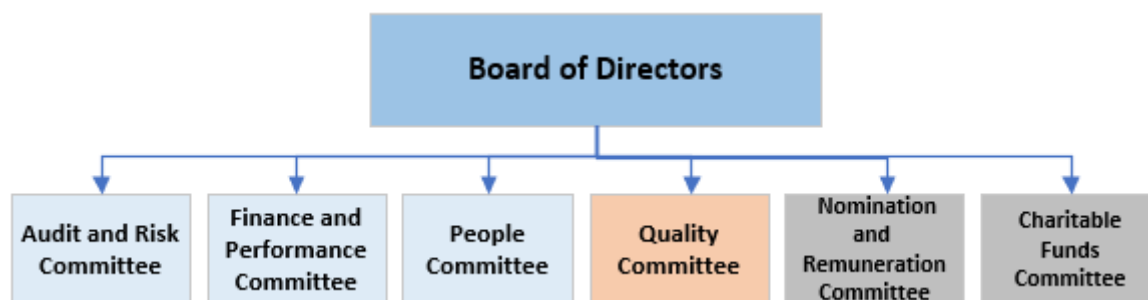 Board of Directors
Audit and Risk
Committee
Finance and
Performance
Committee
People
Committee
Quality
Committee
Nomination
and
Remuneration
Committee
Charitable
Funds
Committee